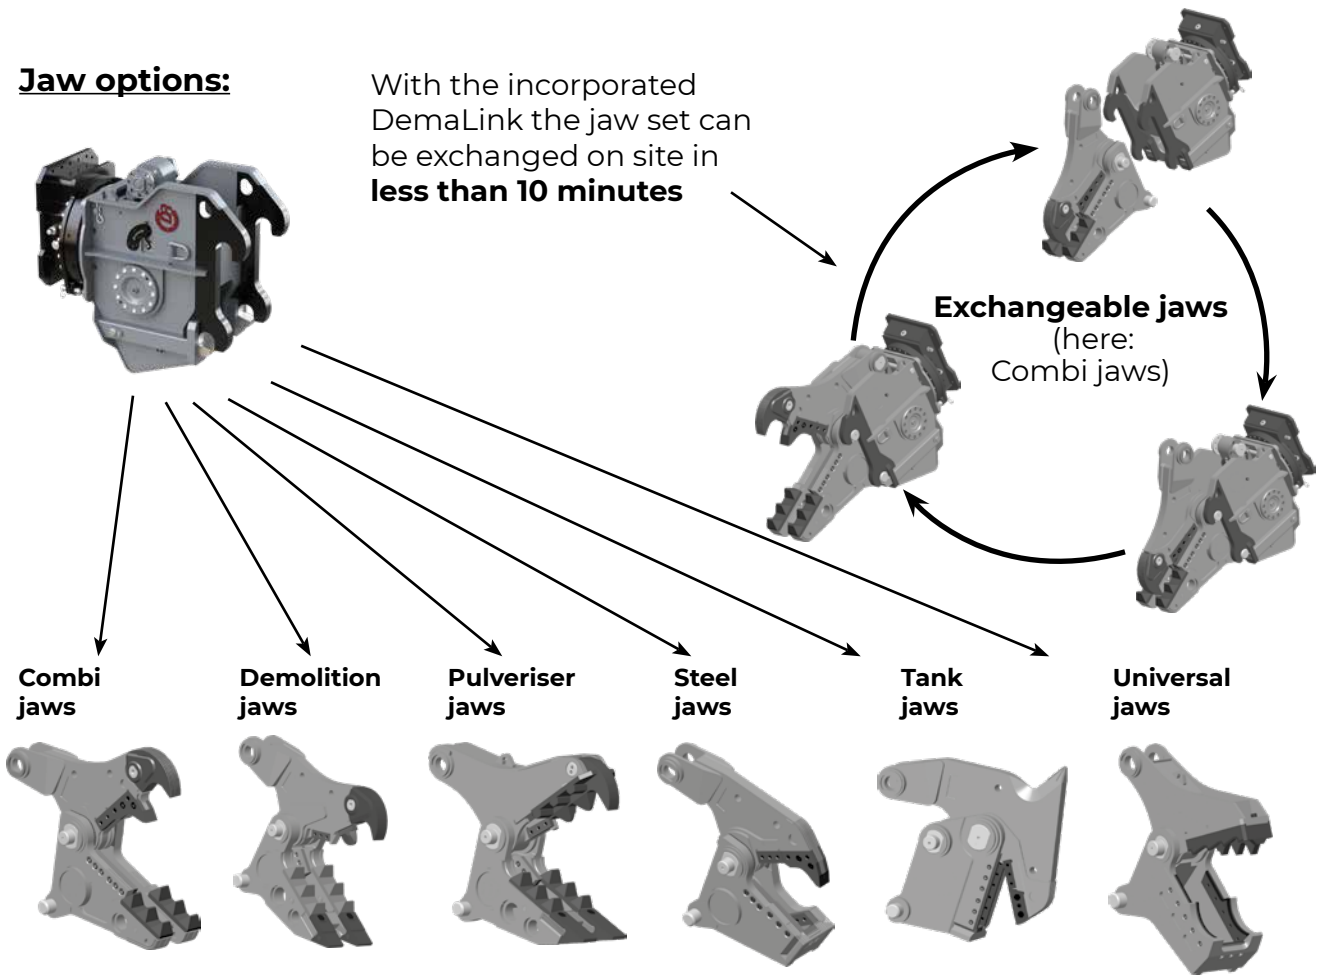 Jaw options:
With the incorporated
DemaLink the jaw set can
be exchanged on site in
less than 10 minutes
Exchangeable jaws
(here:
Combi jaws)
Combi
jaws
Demolition
jaws
Pulveriser
jaws
Steel
jaws
Tank
jaws
Universal
jaws